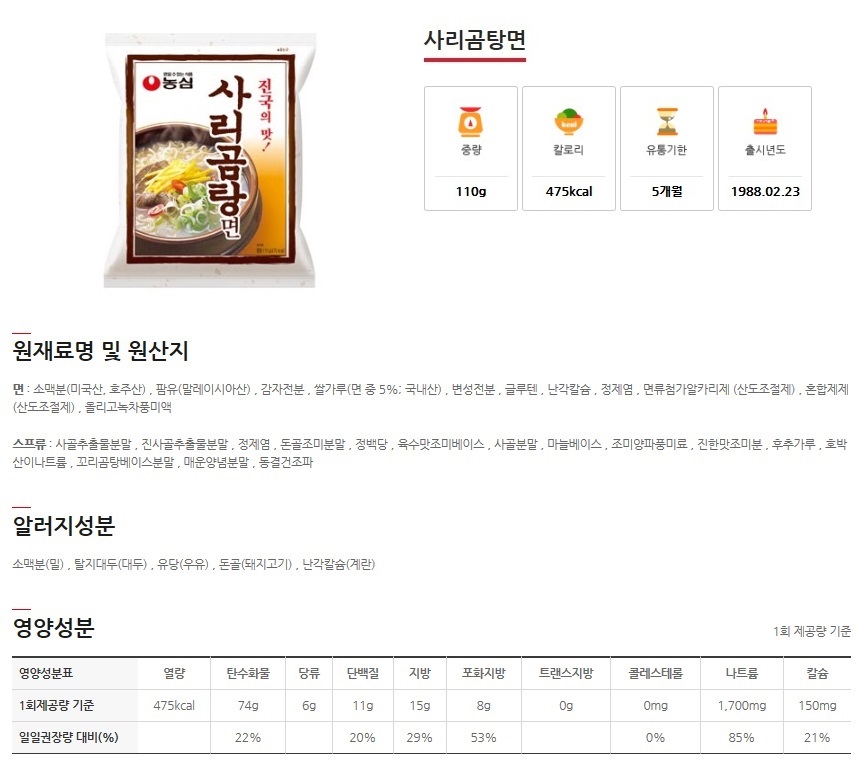 사리곰탕면
농심
진국의 맛!
사리곰탕면
kcal
중량
칼로리
유통기한
출시년도
110g
475kcal
5개월
1988.02.23
원재료명 및 원산지
면 : 소맥분(미국산, 호주산) , 팜유(말레이시아산) , 감자전분 , 쌀가루(면 중 5%; 국내산) , 변성전분 , 글루텐 , 난각칼슘 , 정제염 , 면류첨가알카리제 (산도조절제) , 혼합제제
(산도조절제) , 올리고녹차풍미액
스프류 : 사골추출물분말 , 진사골추출물분말 , 정제염 , 돈골조미분말 , 정백당 , 육수맛조미베이스 , 사골분말 , 마늘베이스 , 조미양파풍미료 , 진한맛조미분 , 후추가루 , 호박
산이나트륨 , 꼬리곰탕베이스분말 , 매운양념분말 , 동결건조파
알러지성분
소맥분(밀) , 탈지대두(대두) , 유당(우유) , 돈골(돼지고기) , 난각칼슘(계란)
영양성분
1회 제공량 기준
영양성분표 열량 탄수화물 당류 단백질 지방 포화지방 트랜스지방 콜레스테롤 나트륨 칼슘
1회제공량 기준 475kcal 74g 6g 11g 15g 8g 0g 0mg 1,700mg 150mg
일일권장량 대비(%) 22% 20% 29% 53% 0% 85% 21%